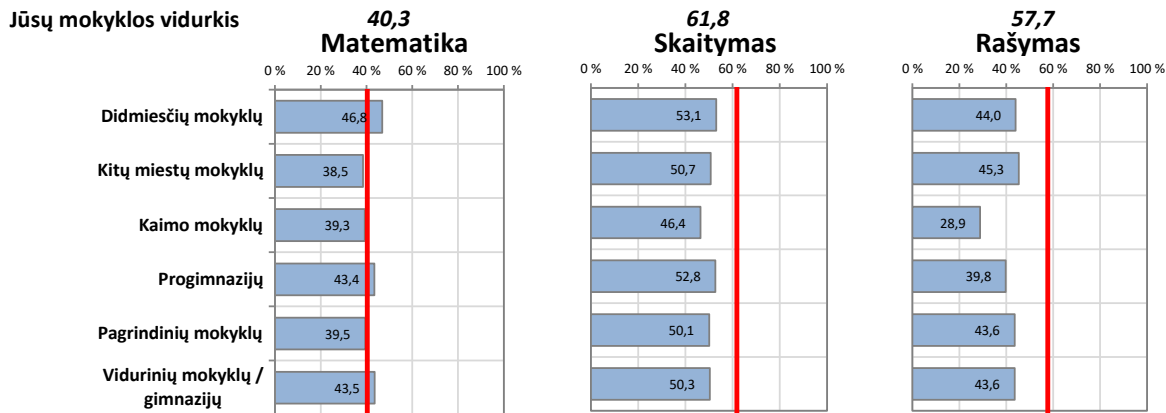 Jūsų mokyklos vidurkis 40,3 61,8 57,7
Matematika Skaitymas Rašymas
0 % 20 % 40 % 60 % 80 % 100 % 0 % 20 % 40 % 60 % 80 % 100 % 0 % 20 % 40 % 60 % 80 % 100 %
Didmiesčių mokyklų 46,8 53,1 44,0
Kitų miestų mokyklų 38,5 50,7 45,3
Kaimo mokyklų 39,3 46,4 28,9
Progimnazijų 43,4 52,8 39,8
Pagrindinių mokyklų 39,5 50,1 43,6
Vidurinių mokyklų /
gimnazijų 43,5 50,3 43,6